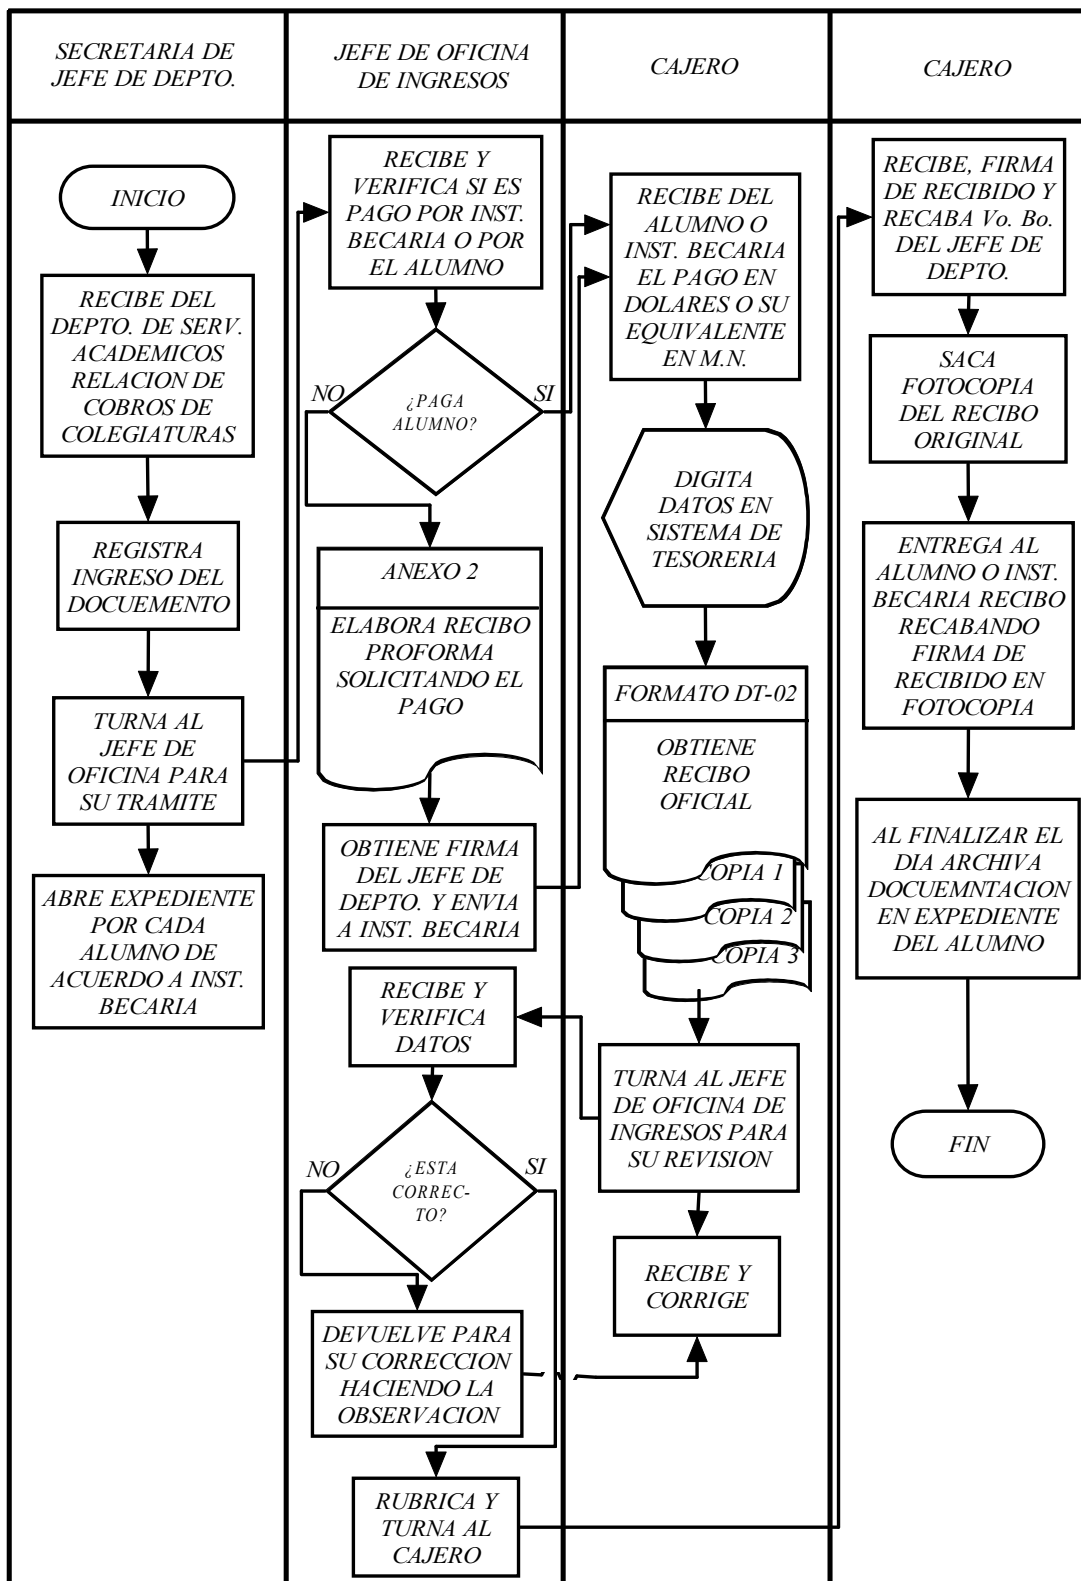 SECRETARIA DE
JEFE DE DEPTO.
JEFE DE OFICINA
DE INGRESOS
CAJERO
CAJERO
INICIO
RECIBE DEL
DEPTO. DE SERV.
ACADEMICOS
RELACION DE
COBROS DE
COLEGIATURAS
REGISTRA
INGRESO DEL
DOCUEMENTO
TURNA AL
JEFE DE
OFICINA PARA
SU TRAMITE
ABRE EXPEDIENTE
POR CADA
ALUMNO DE
ACUERDO A INST.
BECARIA
RECIBE Y
VERIFICA SI ES
PAGO POR INST.
BECARIA O POR
EL ALUMNO
NO
¿PAGA
ALUMNO?
SI
ANEXO 2
ELABORA RECIBO
PROFORMA
SOLICITANDO EL
PAGO
OBTIENE FIRMA
DEL JEFE DE
DEPTO. Y ENVIA
A INST. BECARIA
RECIBE Y
VERIFICA
DATOS
NO
¿ESTA
CORREC-
TO?
SI
DEVUELVE PARA
SU CORRECCION
HACIENDO LA
OBSERVACION
RUBRICA Y
TURNA AL
CAJERO
RECIBE DEL
ALUMNO O
INST. BECARIA
EL PAGO EN
DOLARES O SU
EQUIVALENTE
EN M.N.
DIGITA
DATOS EN
SISTEMA DE
TESORERIA
FORMATO DT-02
OBTIENE
RECIBO
OFICIAL
COPIA 1
COPIA 2
COPIA 3
TURNA AL JEFE
DE OFICINA DE
INGRESOS PARA
SU REVISION
RECIBE Y
CORRIGE
RECIBE, FIRMA
DE RECIBIDO Y
RECABA Vo. Bo.
DEL JEFE DE
DEPTO.
SACA
FOTOCOPIA
DEL RECIBO
ORIGINAL
ENTREGA AL
ALUMNO O INST.
BECARIA RECIBO
RECABANDO
FIRMA DE
RECIBIDO EN
FOTOCOPIA
AL FINALIZAR EL
DIA ARCHIVA
DOCUEMNTACION
EN EXPEDIENTE
DEL ALUMNO
FIN